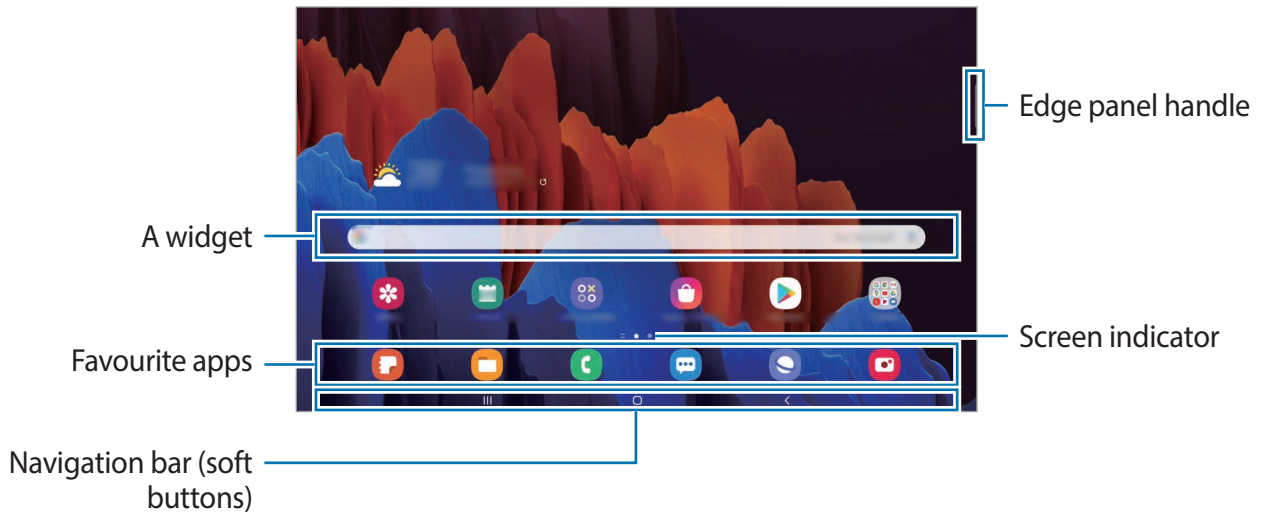 Edge panel handle
A widget
Screen indicator
Favourite apps
Navigation bar (soft
buttons)